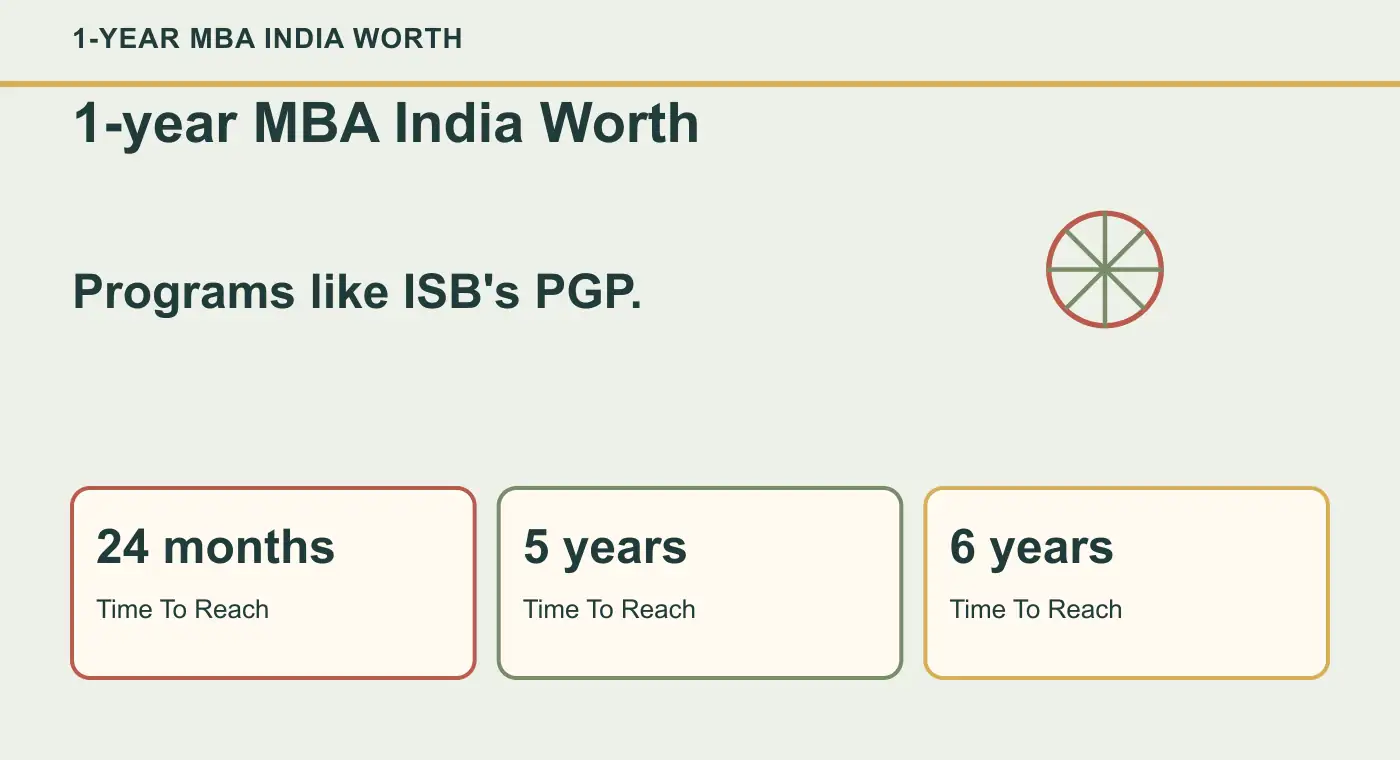 1-YEAR MBA INDIA WORTH
1-year MBA India Worth
Programs like ISB's PGP.
24 months
Time To Reach
5 years
Time To Reach
6 years
Time To Reach